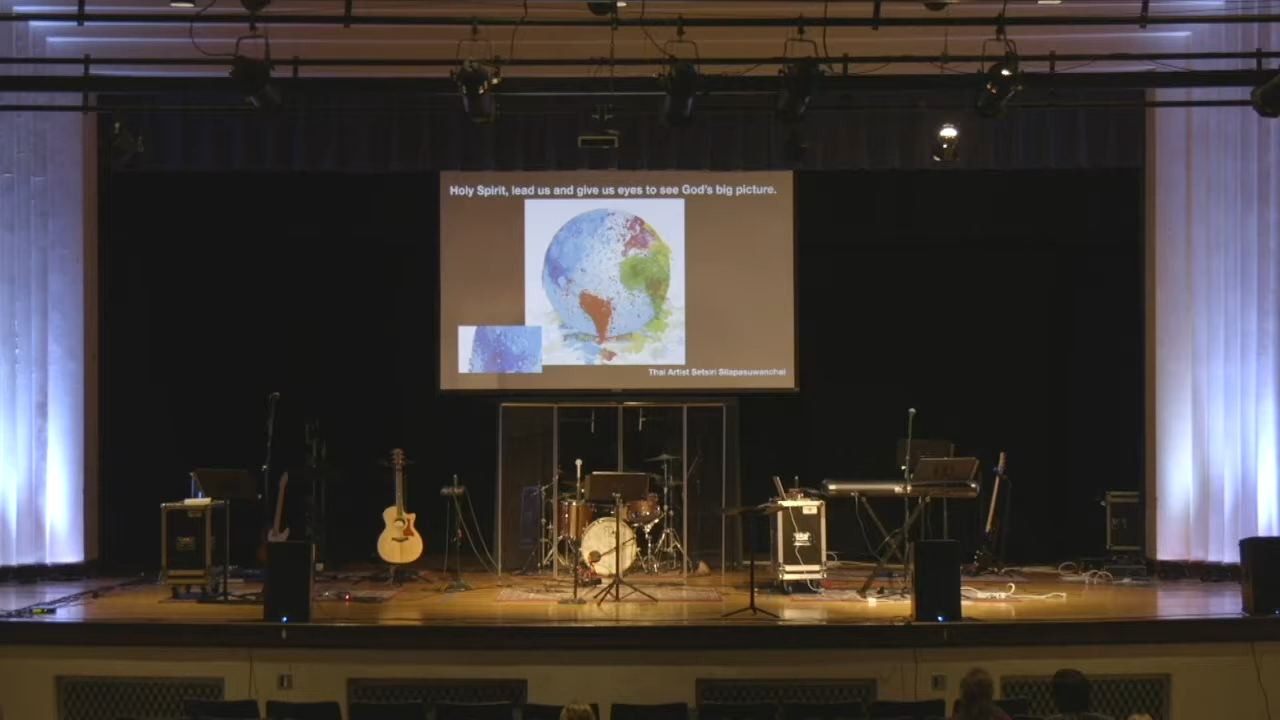 Holy Spirit, lead us and give us eyes to see God's big picture.
Thai Artist Setsiri Silapasuwanchai